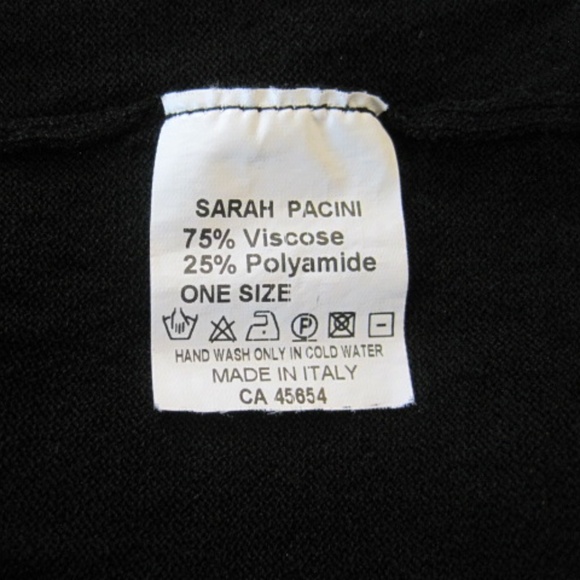 SARAH PACINI
75% Viscose
25% Polyamide
ONE SIZE
P
HAND WASH ONLY IN COLD WATER
MADE IN ITALY
CA 45654